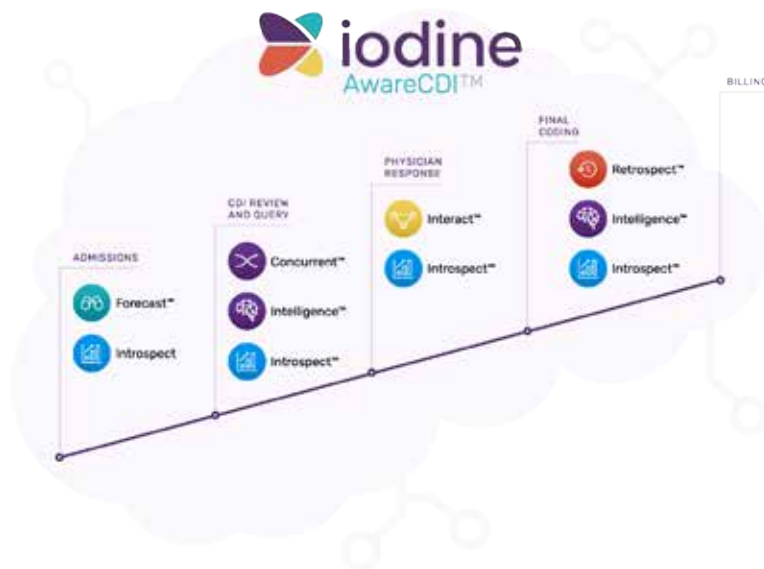 iodine
AwareCDI™
BILLING
FINAL
CODING
PHYSICIAN
RESPONSE
CDI REVIEW
AND QUERY
ADMISSIONS
Retrospect™
Intelligence™
Introspect™
Interact™
Introspect™
Concurrent™
Intelligence™
Introspect™
Forecast™
Introspect